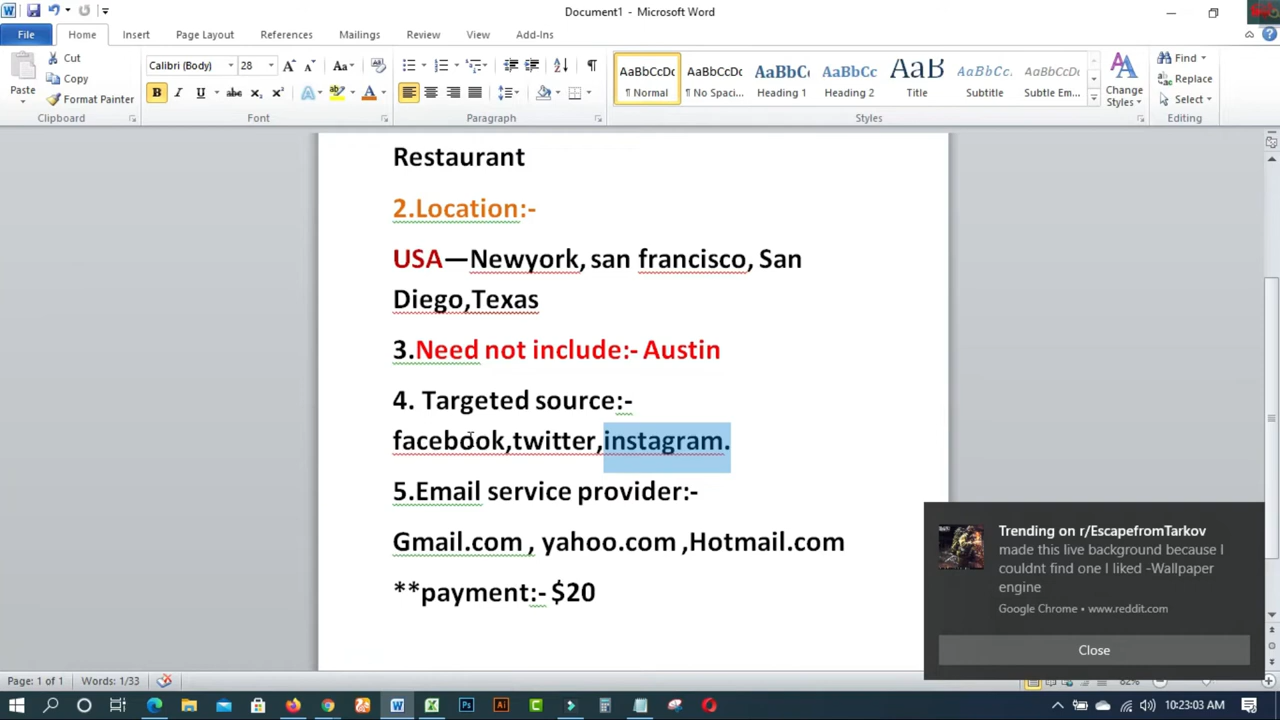 Document1 - Microsoft Word
File Home Insert Page Layout References Mailings Review View Add-Ins
Paste
Cut
Copy
Format Painter
Clipboard
Calibri (Body) 28
Font
Paragraph
AaBbCcDc AaBbCcDc AaBbC AaBbCc AaB AaBbCc. AaBbCcDc
¶ Normal ¶ No Spaci... Heading 1 Heading 2 Title Subtitle Subtle Em...
Styles
Change
Styles
Find
Replace
Select
Editing
Restaurant
2.Location:-
USA—Newyork, san francisco, San
Diego,Texas
3.Need not include:- Austin
4. Targeted source:-
facebook,twitter,instagram.
5.Email service provider:-
Gmail.com , yahoo.com ,Hotmail.com
**payment:- $20
Trending on r/EscapefromTarkov
made this live background because I
couldnt find one I liked -Wallpaper
engine
Google Chrome • www.reddit.com
Close
Page: 1 of 1 Words: 1/33 82%
10:23:03 AM